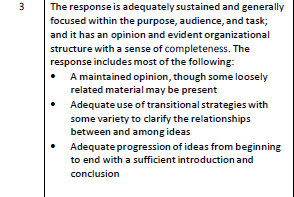 3 The response is adequately sustained and generally
focused within the purpose, audience, and task;
and it has an opinion and evident organizational
structure with a sense of completeness. The
response includes most of the following:
• A maintained opinion, though some loosely
related material may be present
• Adequate use of transitional strategies with
some variety to clarify the relationships
between and among ideas
• Adequate progression of ideas from beginning
to end with a sufficient introduction and
conclusion